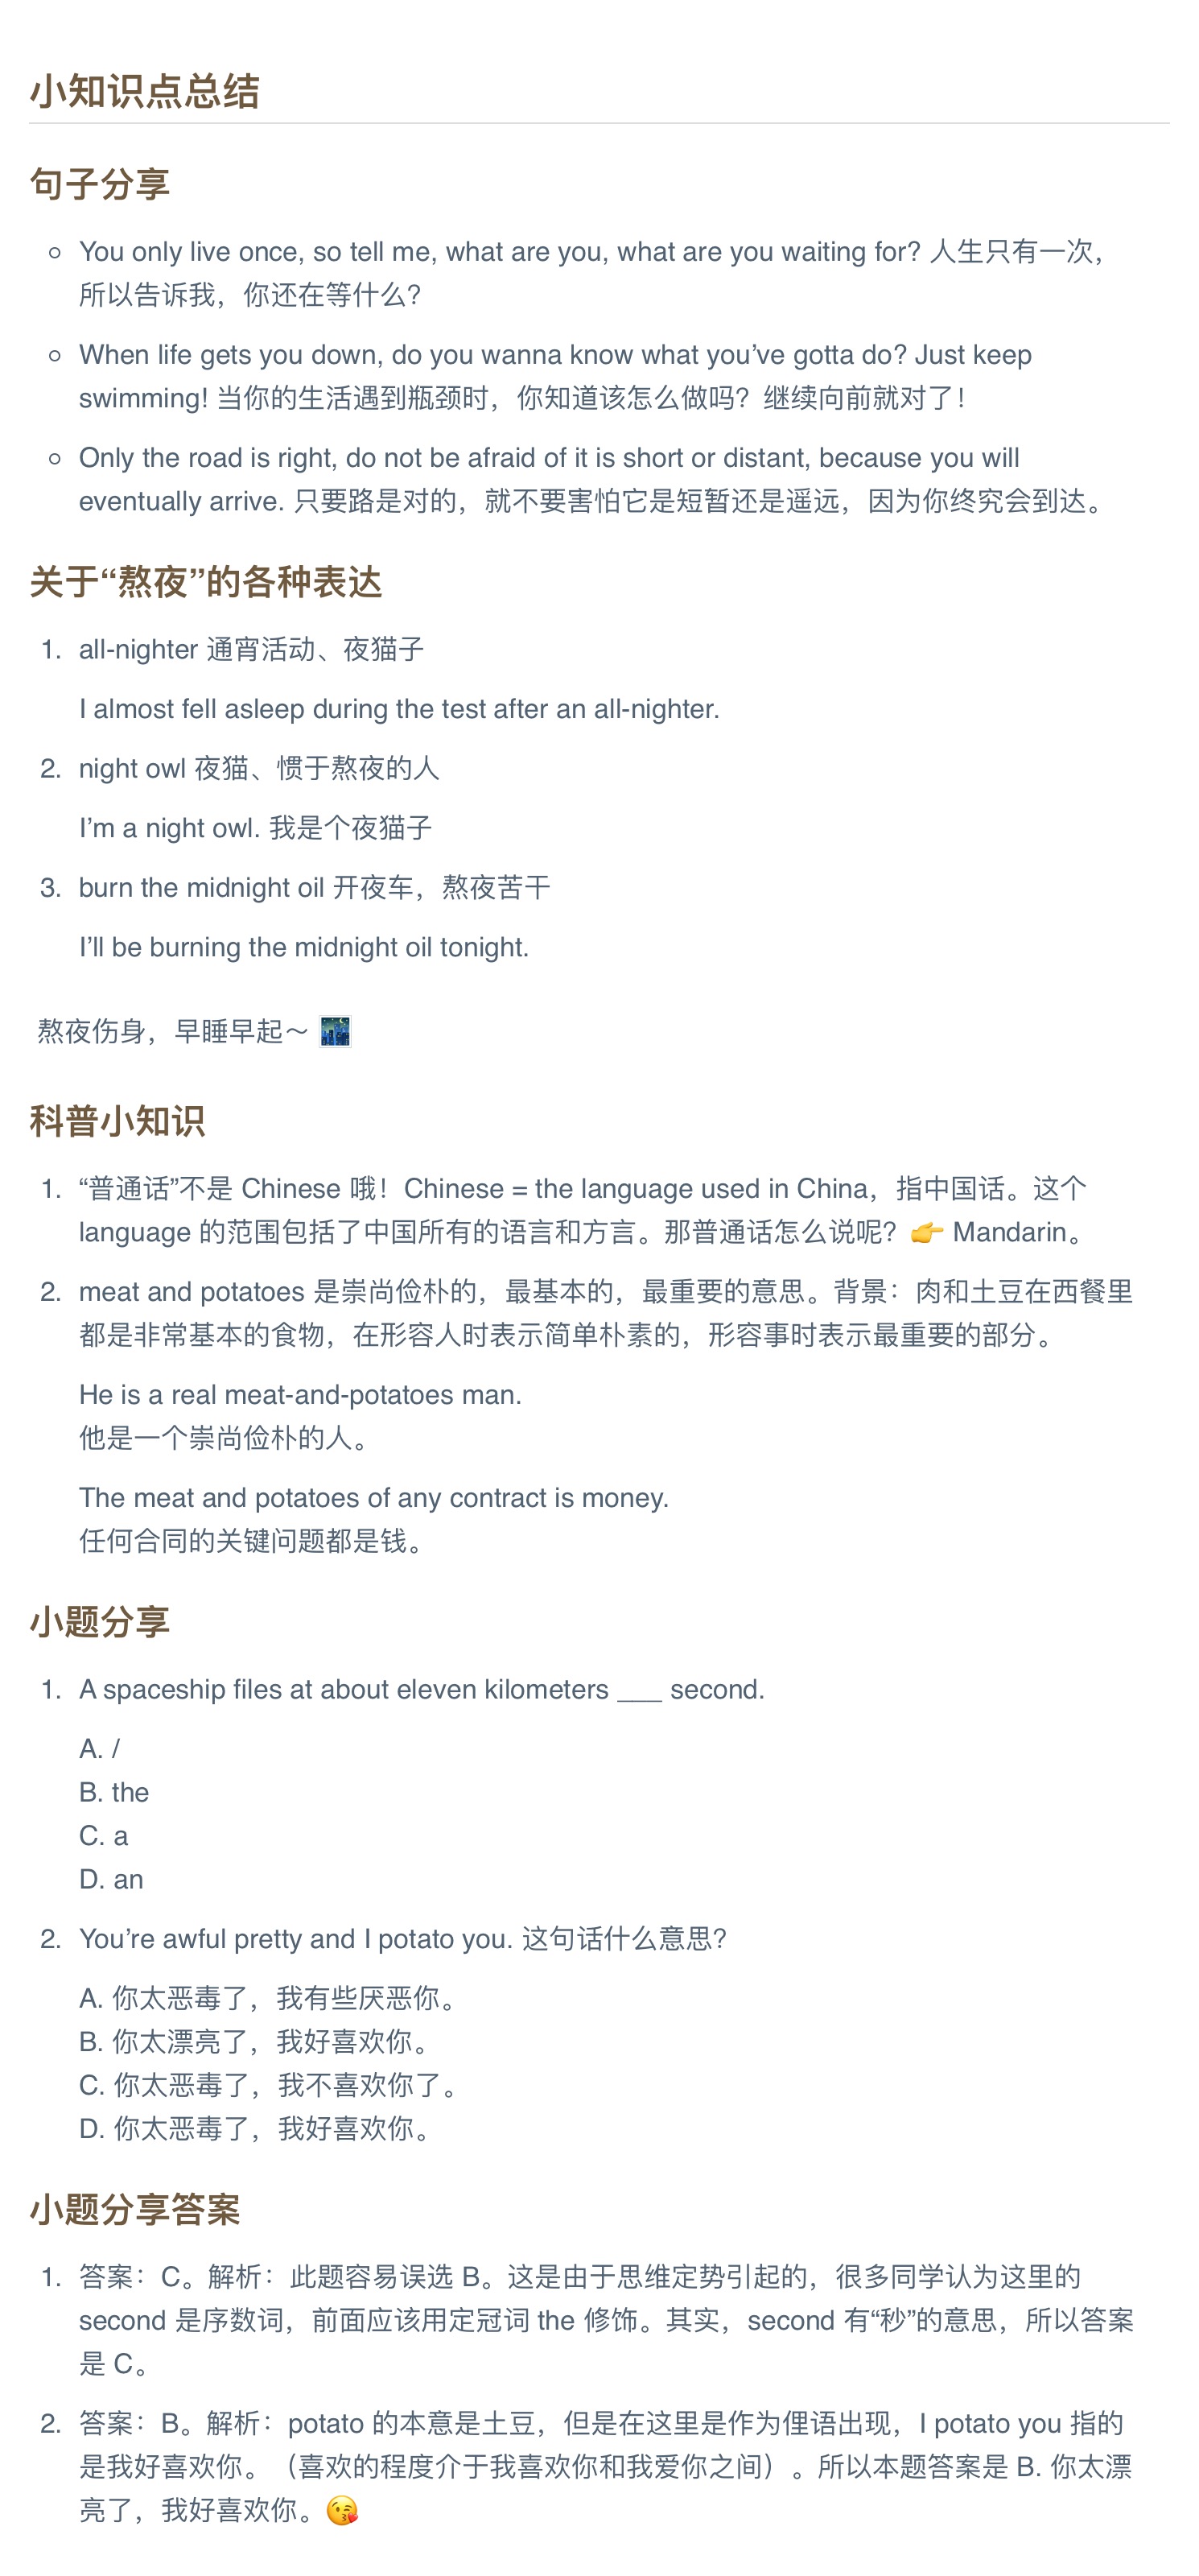 小知识点总结
句子分享
You only live once, so tell me, what are you, what are you waiting for? 人生只有一次，
所以告诉我，你还在等什么？
When life gets you down, do you wanna know what you’ve gotta do? Just keep
swimming! 当你的生活遇到瓶颈时，你知道该怎么做吗？继续向前就对了！
Only the road is right, do not be afraid of it is short or distant, because you will
eventually arrive. 只要路是对的，就不要害怕它是短暂还是遥远，因为你终究会到达。
关于“熬夜”的各种表达
1. all-nighter 通宵活动、夜猫子
I almost fell asleep during the test after an all-nighter.
2. night owl 夜猫、惯于熬夜的人
I’m a night owl. 我是个夜猫子
3. burn the midnight oil 开夜车，熬夜苦干
I’ll be burning the midnight oil tonight.
熬夜伤身，早睡早起～ 🌃
科普小知识
1. “普通话”不是 Chinese 哦！Chinese = the language used in China，指中国话。这个
language 的范围包括了中国所有的语言和方言。那普通话怎么说呢？👉 Mandarin。
2. meat and potatoes 是崇尚俭朴的，最基本的，最重要的意思。背景：肉和土豆在西餐里
都是非常基本的食物，在形容人时表示简单朴素的，形容事时表示最重要的部分。
He is a real meat-and-potatoes man.
他是一个崇尚俭朴的人。
The meat and potatoes of any contract is money.
任何合同的关键问题都是钱。
小题分享
1. A spaceship files at about eleven kilometers ___ second.
A. /
B. the
C. a
D. an
2. You’re awful pretty and I potato you. 这句话什么意思？
A. 你太恶毒了，我有些厌恶你。
B. 你太漂亮了，我好喜欢你。
C. 你太恶毒了，我不喜欢你了。
D. 你太恶毒了，我好喜欢你。
小题分享答案
1. 答案：C。解析：此题容易误选 B。这是由于思维定势引起的，很多同学认为这里的
second 是序数词，前面应该用定冠词 the 修饰。其实，second 有“秒”的意思，所以答案
是 C。
2. 答案：B。解析：potato 的本意是土豆，但是在这里是作为俚语出现，I potato you 指的
是我好喜欢你。（喜欢的程度介于我喜欢你和我爱你之间）。所以本题答案是 B. 你太漂
亮了，我好喜欢你。😘